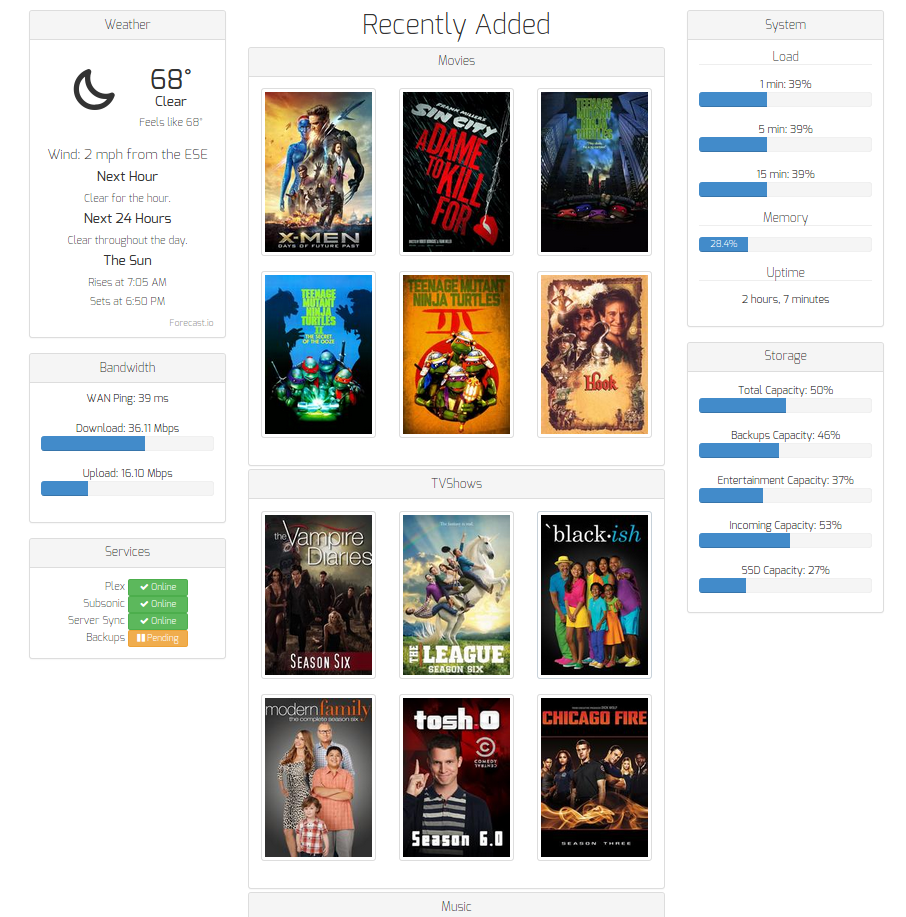 Weather
68°
Clear
Feels like 68°
Wind: 2 mph from the ESE
Next Hour
Clear for the hour.
Next 24 Hours
Clear throughout the day.
The Sun
Rises at 7:05 AM
Sets at 6:50 PM
Forecast.io
Bandwidth
WAN Ping: 39 ms
Download: 36.11 Mbps
Upload: 16.10 Mbps
Services
Plex Online
Subsonic Online
Server Sync Online
Backups Pending
Recently Added
Movies
X-MEN
DAYS OF FUTURE PAST
FRANK MILLER'S
SIN CITY
A DAME
TO KILL
FOR
TEENAGE
MUTANT
NINJA
TURTLES
TEENAGE
MUTANT
NINJA
TURTLES
II
THE SECRET
OF THE OOZE
TEENAGE MUTANT
NINJA TURTLES
III
Hook
TVShows
the Vampire
Diaries
SEASON SIX
THE LEAGUE
SEASON SIX
black·ish
modern family
the complete season six
tosh.0
COMEDY
CENTRAL
Season 6.0
CHICAGO FIRE
SEASON THREE
Music
System
Load
1 min: 39%
5 min: 39%
15 min: 39%
Memory
28.4%
Uptime
2 hours, 7 minutes
Storage
Total Capacity: 50%
Backups Capacity: 46%
Entertainment Capacity: 37%
Incoming Capacity: 53%
SSD Capacity: 27%